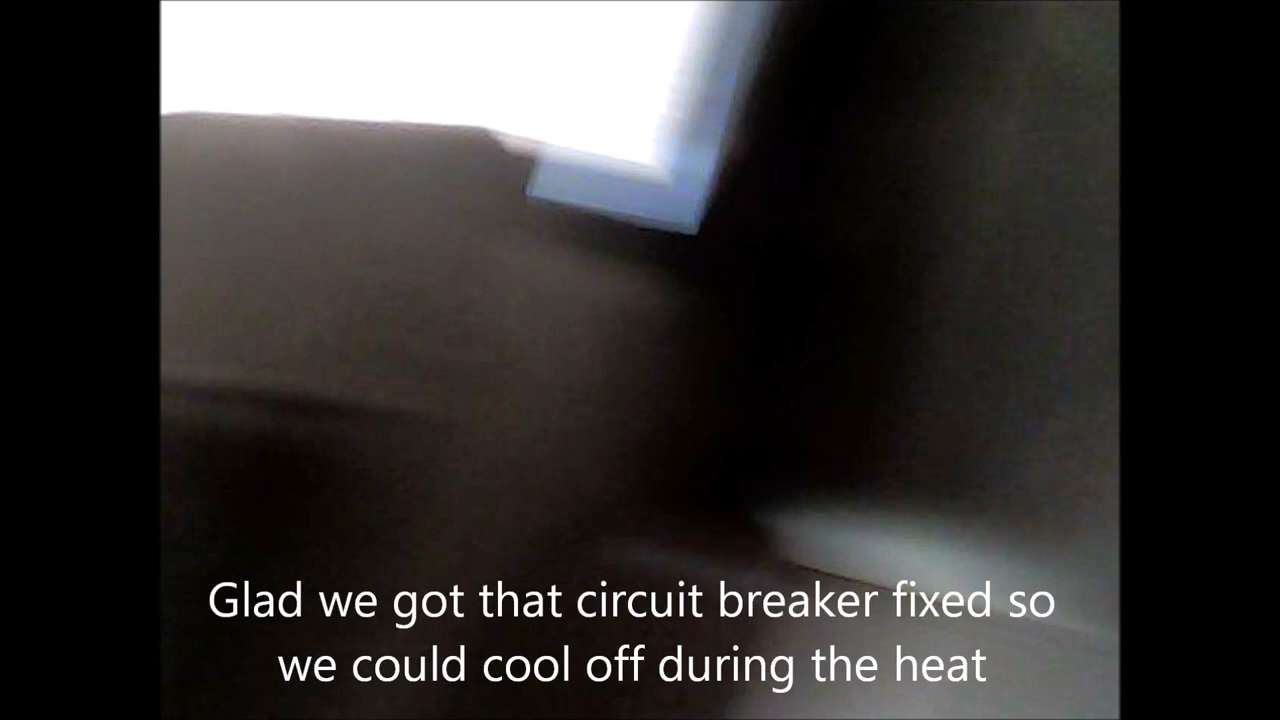 Glad we got that circuit breaker fixed so
we could cool off during the heat